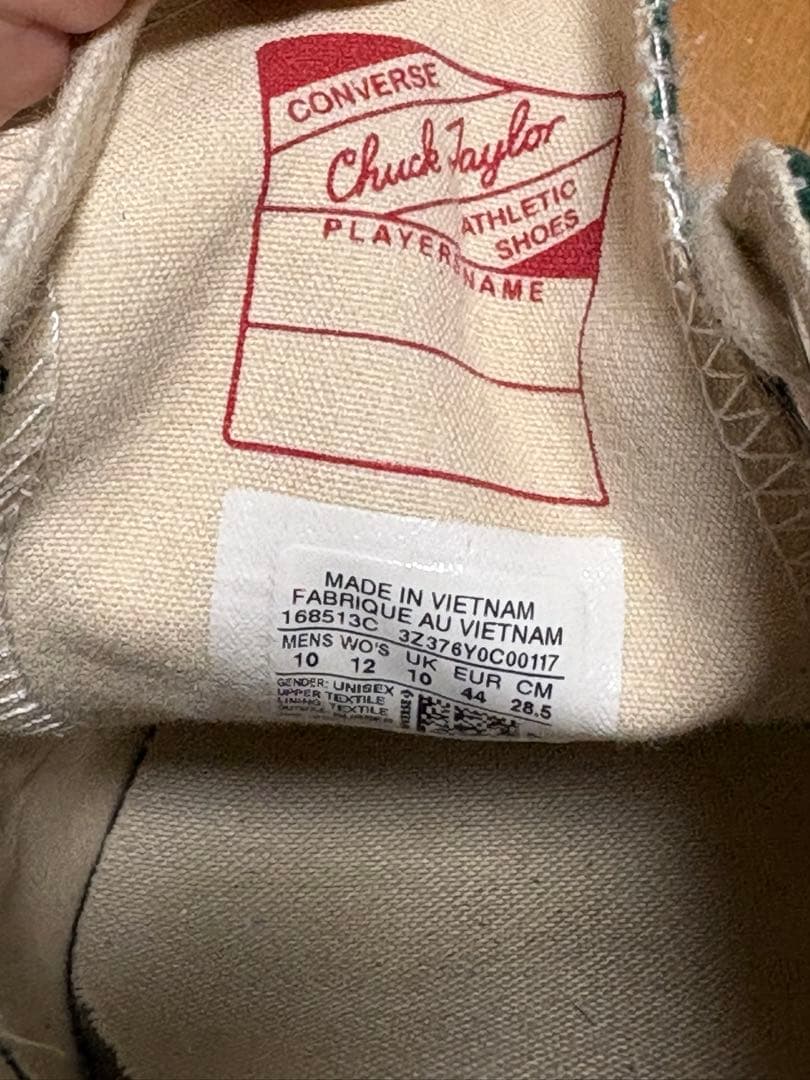 CONVERSE
Chuck Taylor
ATHLETIC
SHOES
PLAYERS NAME
MADE IN VIETNAM
FABRIQUE AU VIETNAM
168513C 3Z376Y0C00117
MENS WO'S UK EUR CM
10 12 10 44 28.5
GENDER: UNISEX
UPPER TEXTILE
LINING TEXTILE